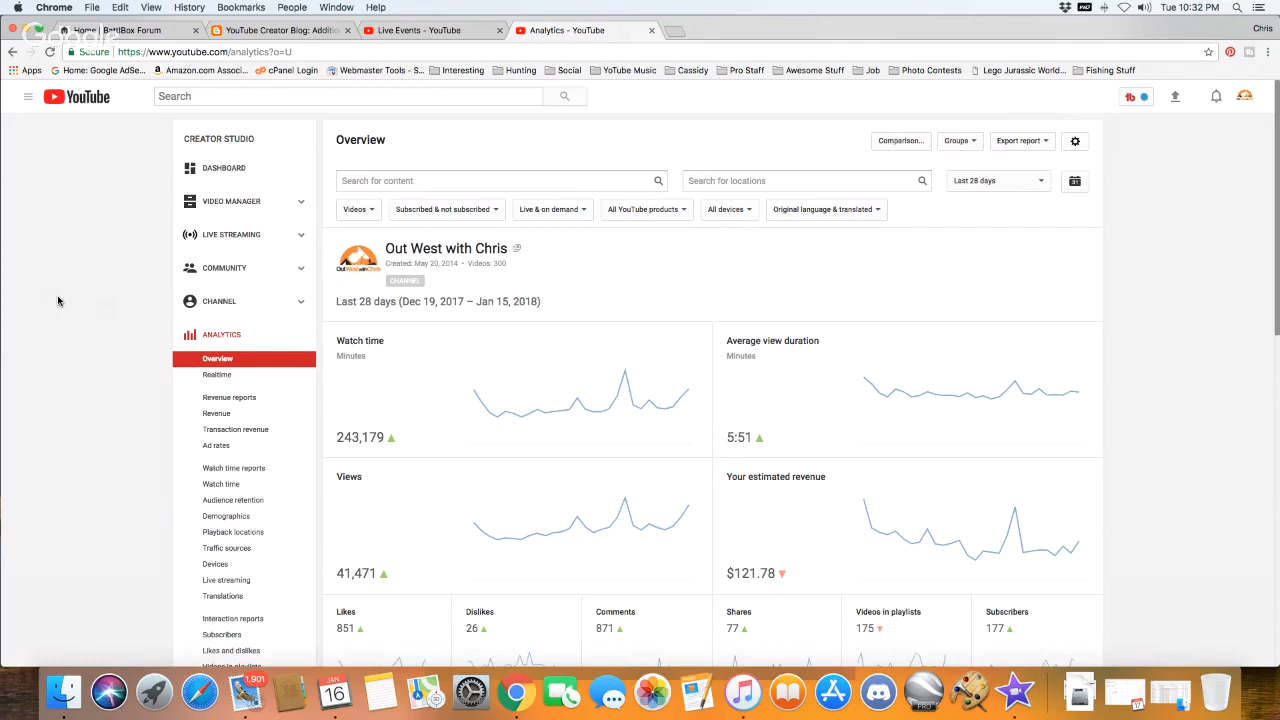 Chrome File Edit View History Bookmarks People Window Help Tue 10:32 PM
Google
Home | BattlBox Forum YouTube Creator Blog: Additi Live Events - YouTube Analytics - YouTube Chris
Secure https://www.youtube.com/analytics?o=U
Apps Home: Google AdSe... Amazon.com Associ... cPanel Login Webmaster Tools - S... Interesting Hunting Social YoTube Music Cassidy Pro Staff Awesome Stuff Job Photo Contests Lego Jurassic World... Fishing Stuff
YouTube Search tb
CREATOR STUDIO
DASHBOARD
VIDEO MANAGER
LIVE STREAMING
COMMUNITY
CHANNEL
ANALYTICS
Overview
Realtime
Revenue reports
Revenue
Transaction revenue
Ad rates
Watch time reports
Watch time
Audience retention
Demographics
Playback locations
Traffic sources
Devices
Live streaming
Translations
Interaction reports
Subscribers
Likes and dislikes
Videos in playlists
Overview Comparison... Groups Export report
Search for content Search for locations Last 28 days 31
Videos Subscribed & not subscribed Live & on demand All YouTube products All devices Original language & translated
Out West with Chris
OutWestwithChris
Created: May 20, 2014 • Videos: 300
CHANNEL
Last 28 days (Dec 19, 2017 – Jan 15, 2018)
Watch time
Minutes
243,179
Average view duration
Minutes
5:51
Views
41,471
Your estimated revenue
$121.78
Likes Dislikes Comments Shares Videos in playlists Subscribers
851 26 871 77 175 177
1,901
JAN
16
PRO